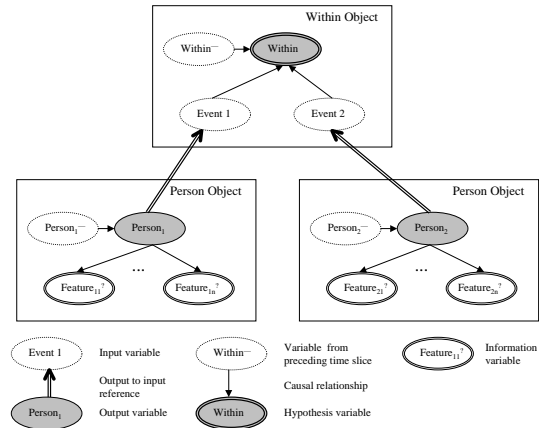 Within Object
Within—
Within
Event 1
Event 2
Person Object
Person1—
Person1
...
Feature11?
Feature1n?
Person Object
Person2—
Person2
...
Feature21?
Feature2n?
Event 1
Input variable
Within—
Variable from
preceding time slice
Feature11?
Information
variable
Output to input
reference
Causal relationship
Person1
Output variable
Within
Hypothesis variable